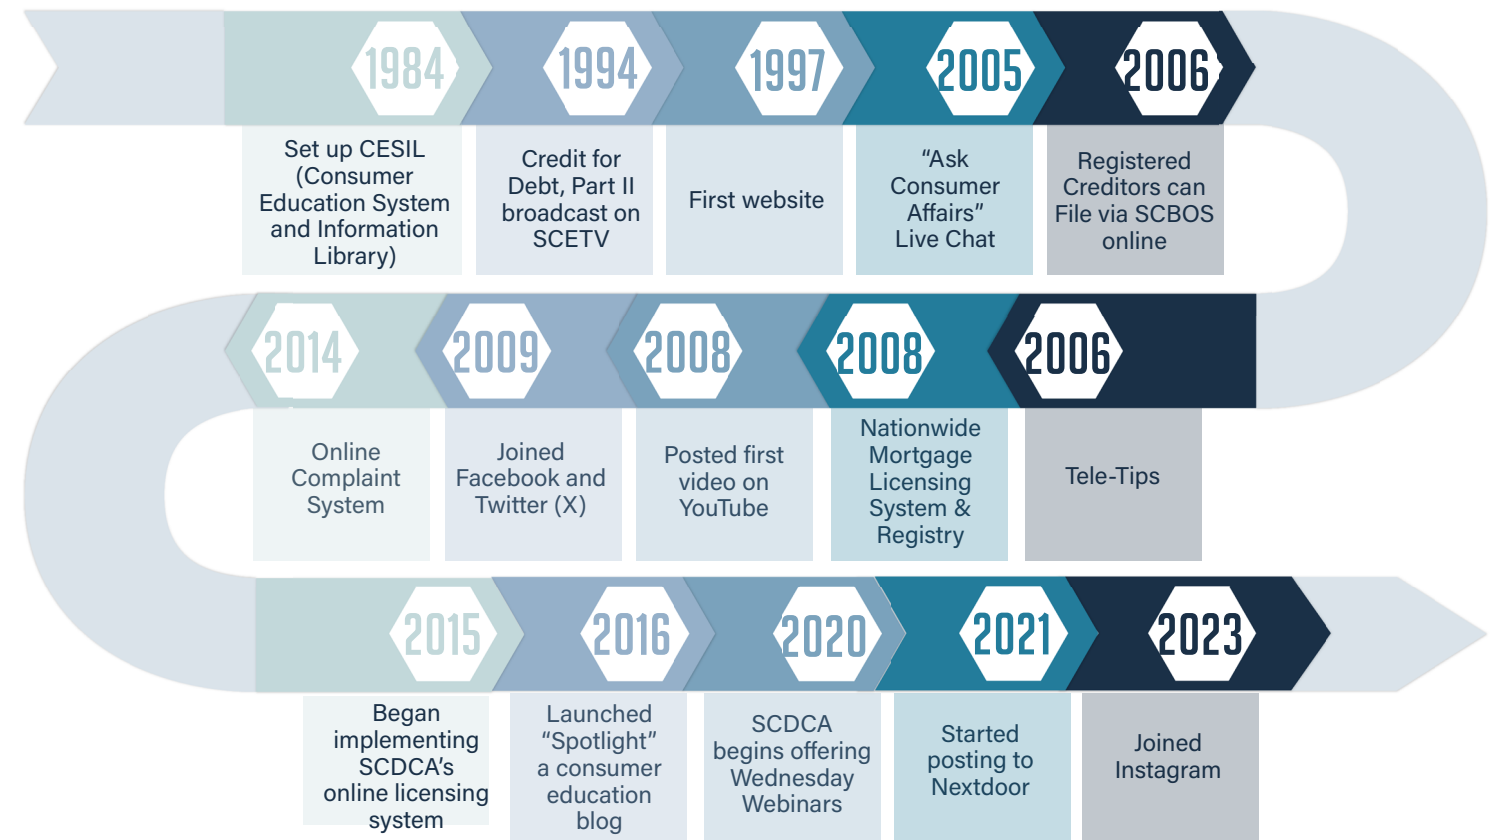 1984
Set up CESIL
(Consumer
Education System
and Information
Library)
1994
Credit for
Debt, Part II
broadcast on
SCETV
1997
First website
2005
“Ask
Consumer
Affairs”
Live Chat
2006
Registered
Creditors can
File via SCBOS
online
2006
Tele-Tips
2008
Nationwide
Mortgage
Licensing
System &
Registry
2008
Posted first
video on
YouTube
2009
Joined
Facebook and
Twitter (X)
2014
Online
Complaint
System
2015
Began
implementing
SCDCA’s
online licensing
system
2016
Launched
“Spotlight”
a consumer
education
blog
2020
SCDCA
begins offering
Wednesday
Webinars
2021
Started
posting to
Nextdoor
2023
Joined
Instagram